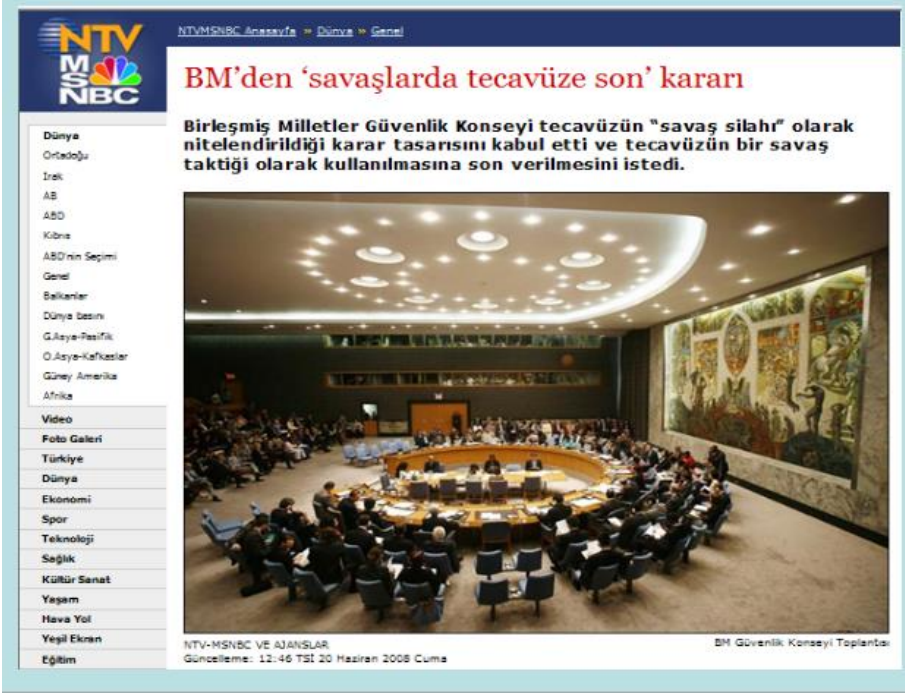 NTV
MS
NBC
NTVMSNBC Anasayfa » Dünya » Genel
BM’den ‘savaşlarda tecavüze son’ kararı
Birleşmiş Milletler Güvenlik Konseyi tecavüzün “savaş silahı” olarak
nitelendirildiği karar tasarısını kabul etti ve tecavüzün bir savaş
taktiği olarak kullanılmasına son verilmesini istedi.
Dünya
Ortadoğu
Irak
AB
ABD
Kıbrıs
ABD'nin Seçimi
Genel
Balkanlar
Dünya basını
G.Asya-Pasifik
O.Asya-Kafkaslar
Güney Amerika
Afrika
Video
Foto Galeri
Türkiye
Dünya
Ekonomi
Spor
Teknoloji
Sağlık
Kültür Sanat
Yaşam
Hava Yol
Yeşil Ekran
Eğitim
BM Güvenlik Konseyi Toplantısı
NTV-MSNBC VE AJANSLAR
Güncelleme: 12:46 TSİ 20 Haziran 2008 Cuma